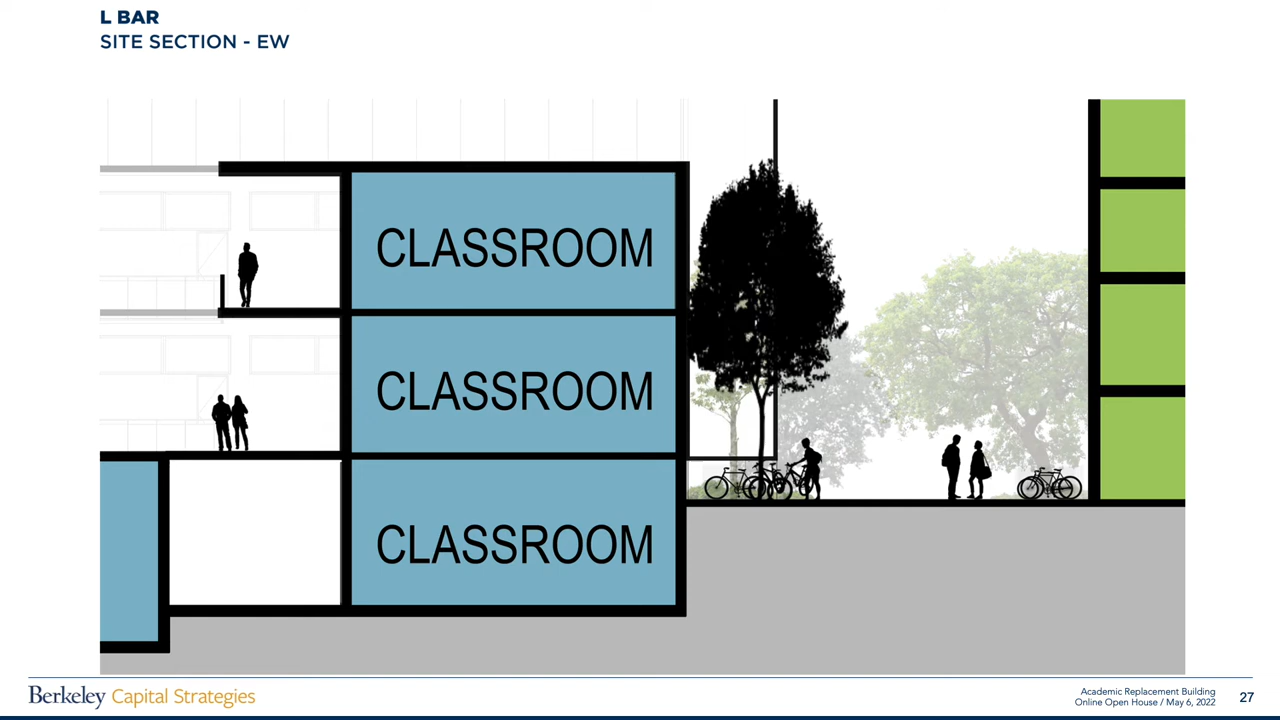 L BAR
SITE SECTION - EW
CLASSROOM
CLASSROOM
CLASSROOM
Berkeley Capital Strategies
Academic Replacement Building
Online Open House / May 6, 2022
27